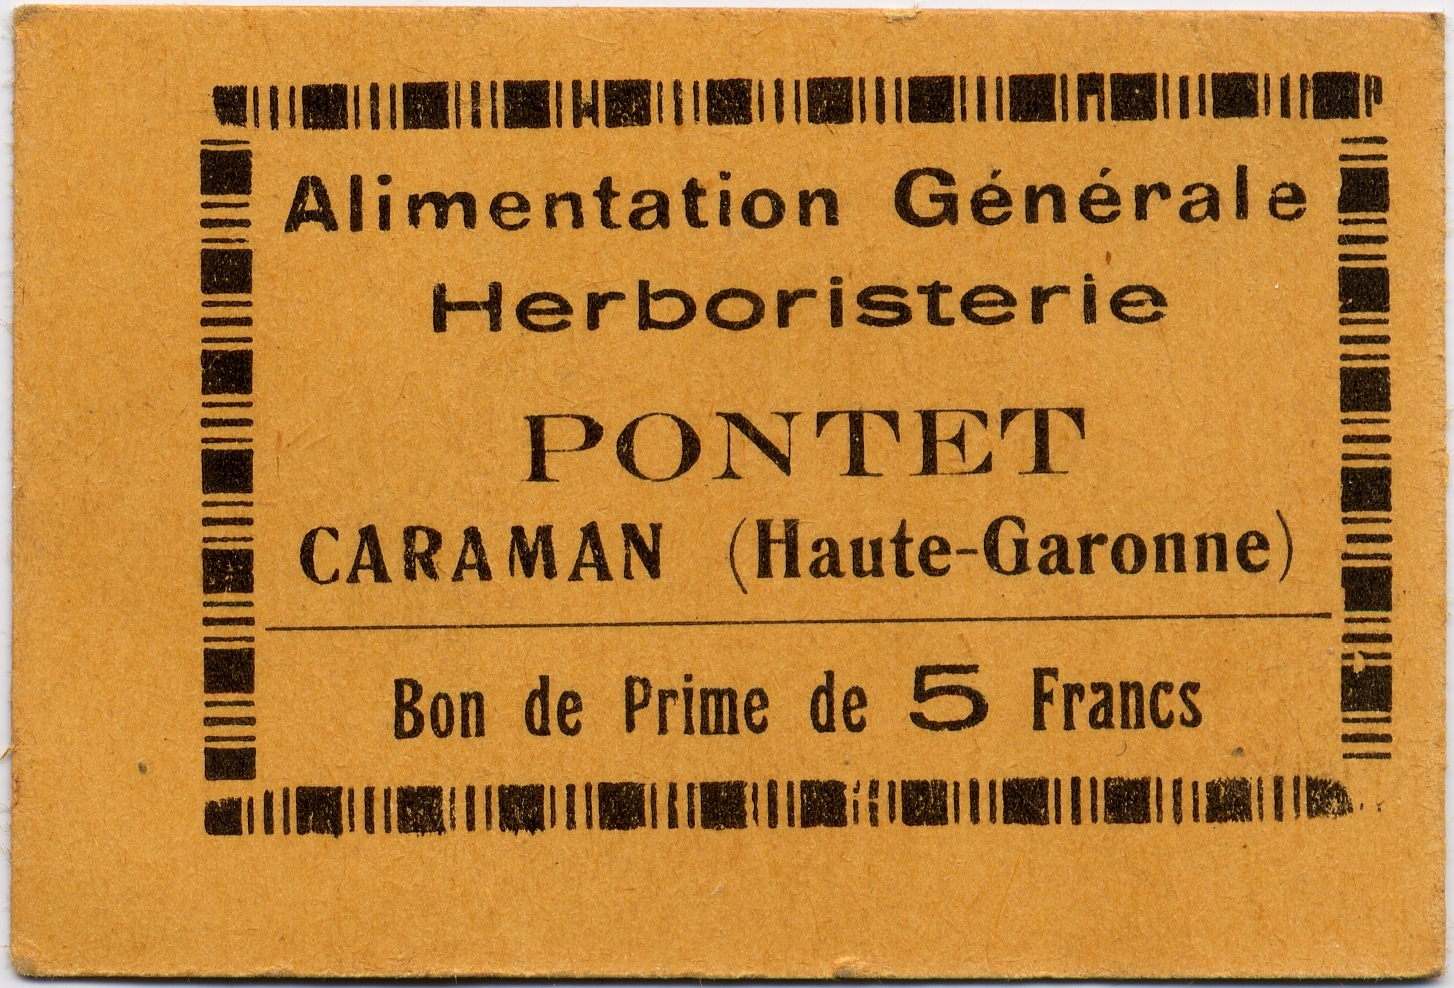 Alimentation Générale
Herboristerie
PONTET
CARAMAN (Haute-Garonne)
Bon de Prime de 5 Francs